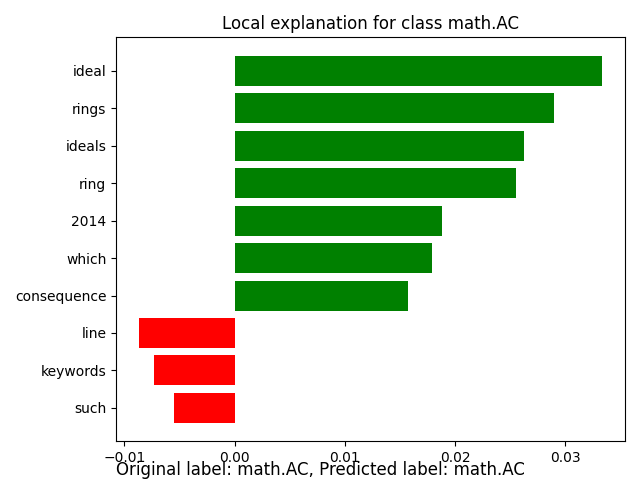 Local explanation for class math.AC
ideal
rings
ideals
ring
2014
which
consequence
line
keywords
such
−0.01 0.00 0.01 0.02 0.03
Original label: math.AC, Predicted label: math.AC